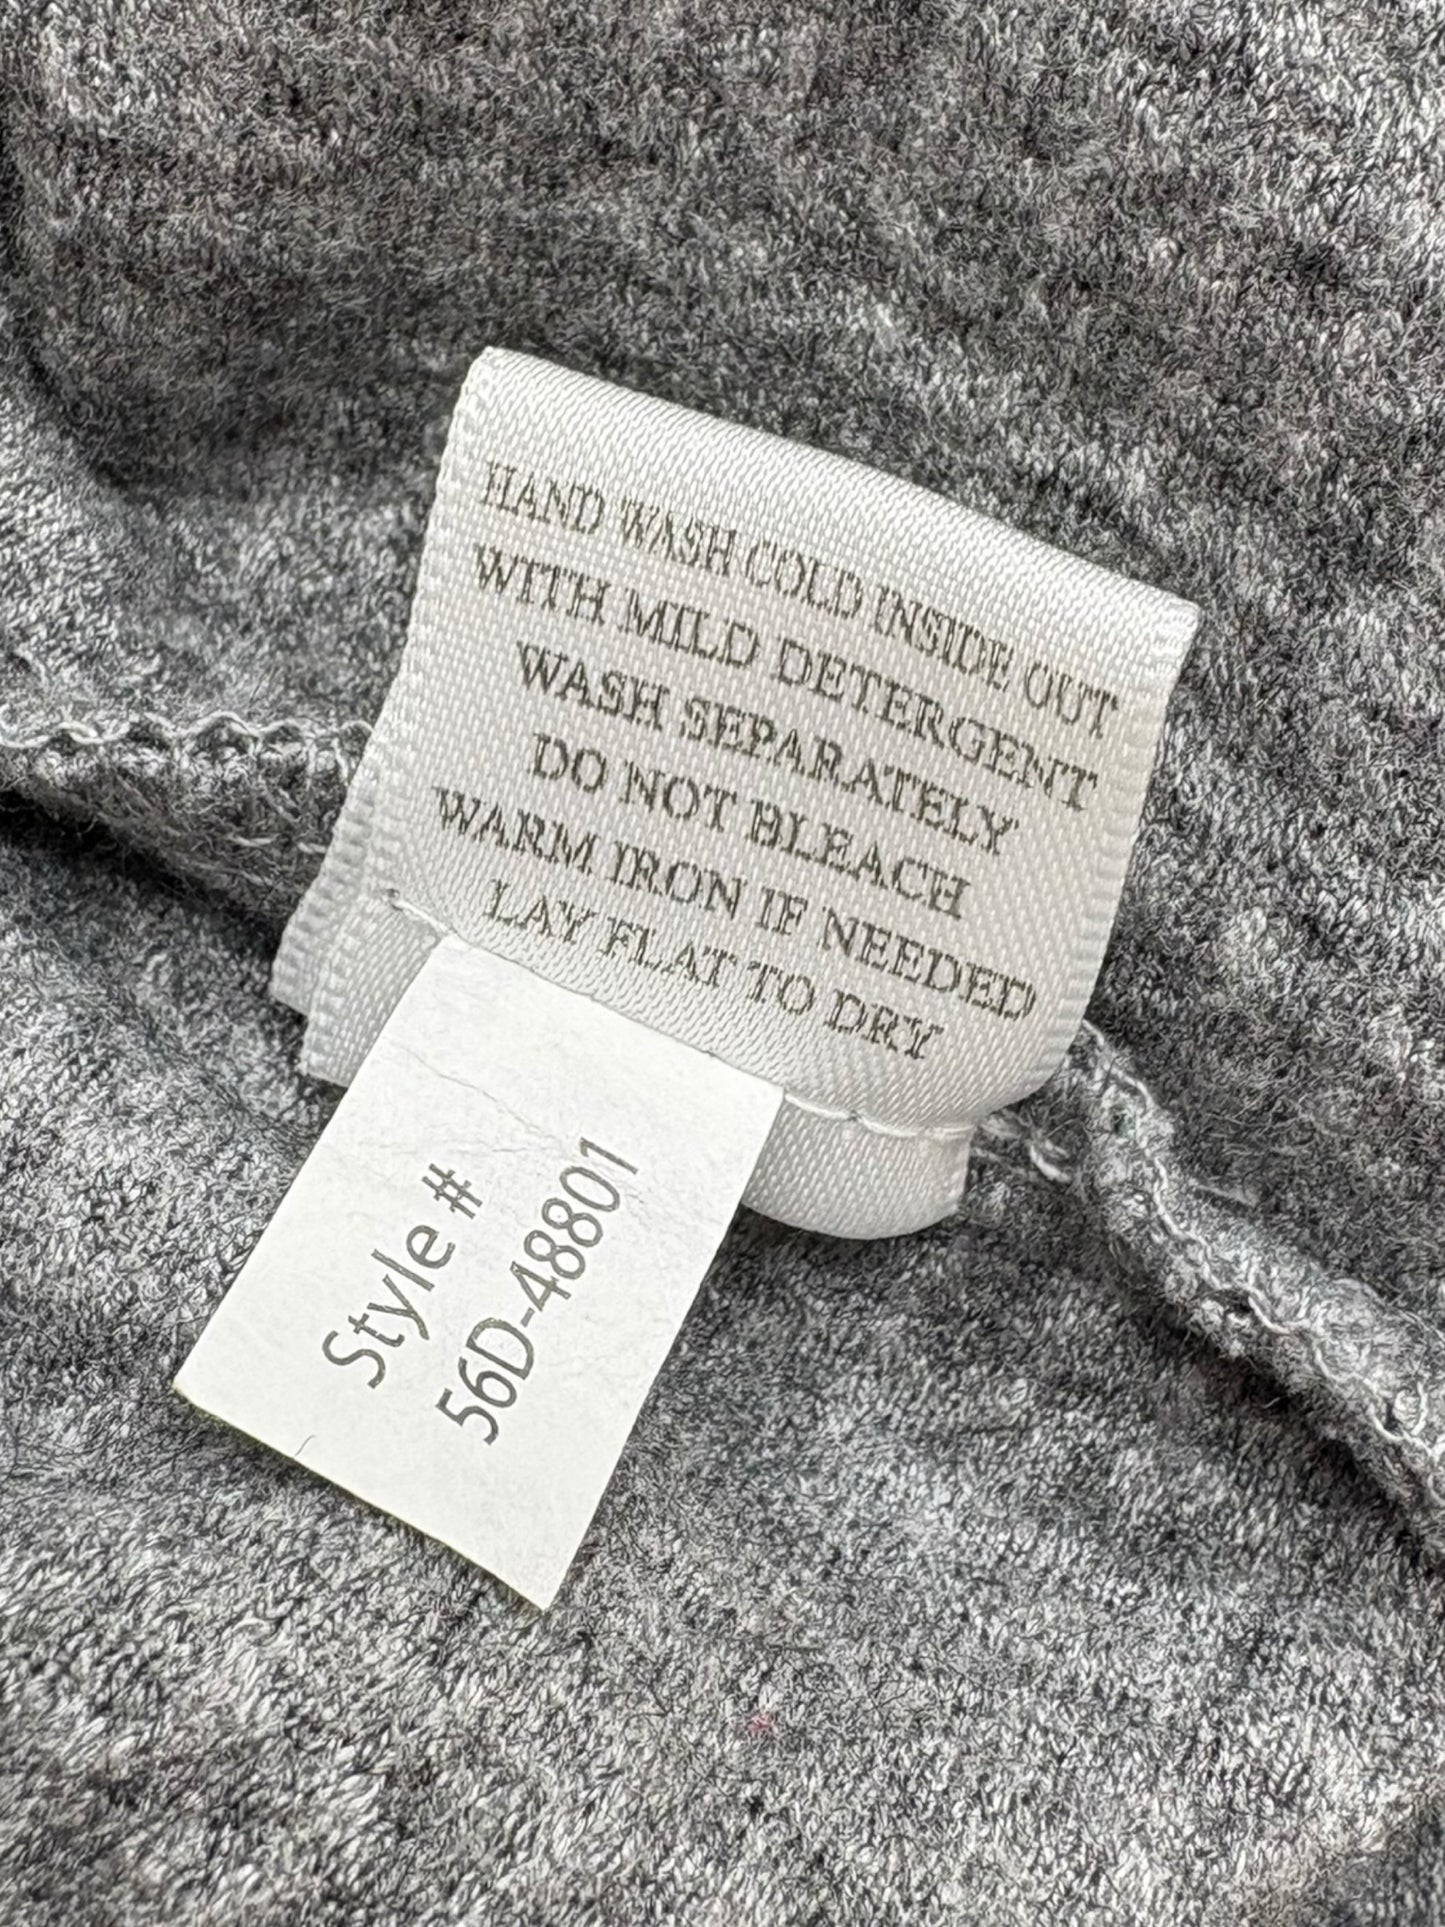 HAND WASH COLD INSIDE OUT
WITH MILD DETERGENT
WASH SEPARATELY
DO NOT BLEACH
WARM IRON IF NEEDED
LAY FLAT TO DRY
Style #
56D-48801